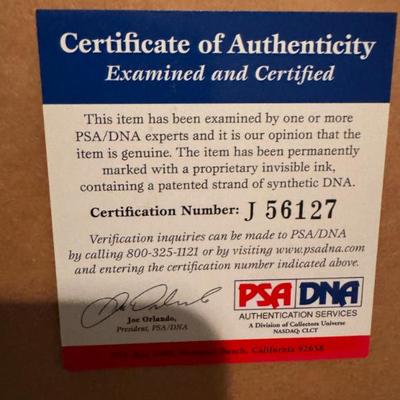 Certificate of Authenticity
Examined and Certified
This item has been examined by one or more
PSA/DNA experts and it is our opinion that the
item is genuine. The item has been permanently
marked with a proprietary invisible ink,
containing a patented strand of synthetic DNA.
Certification Number: J 56127
Verification inquiries can be made to PSA/DNA
by calling 800-325-1121 or by visiting www.psadna.com
and entering the certification number indicated above.
Joe Orlando,
President, PSA/DNA
PSA DNA
AUTHENTICATION SERVICES
A Division of Collectors Universe
NASDAQ: CLCT
Beach, California 92658